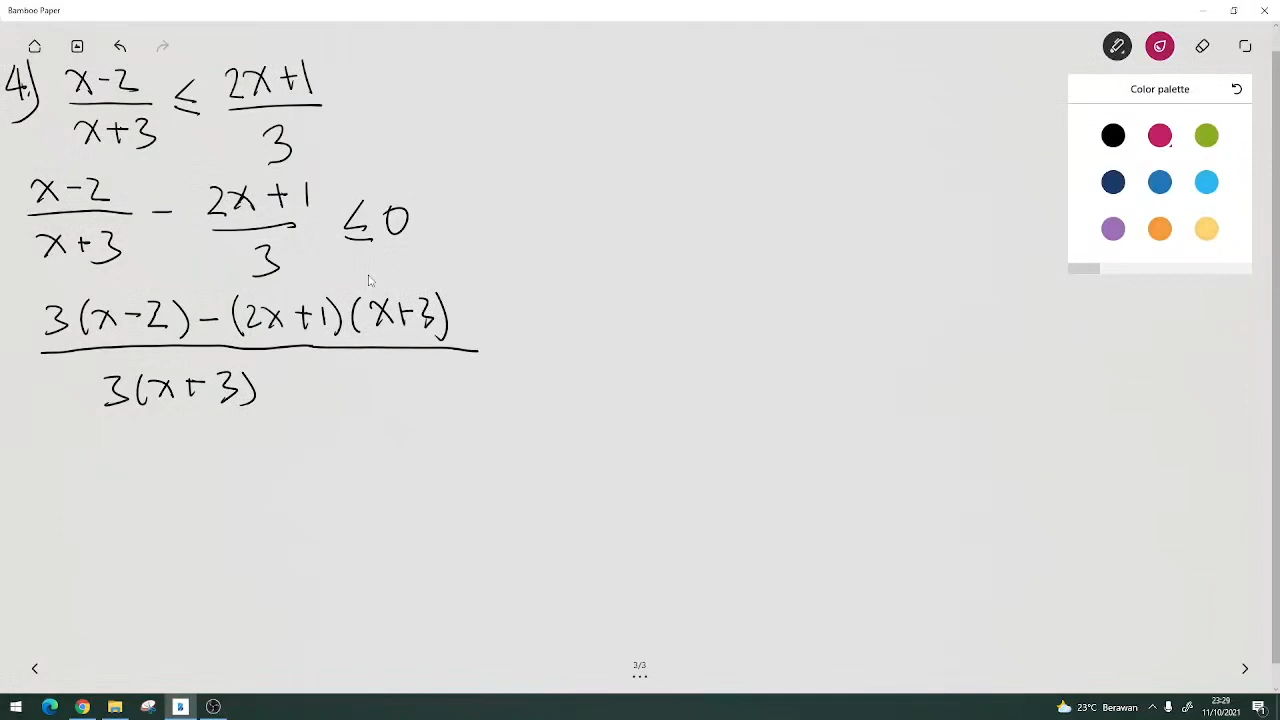 Bamboo Paper
4.) x-2 / x+3 ≤ 2x+1 / 3
x-2 / x+3 - 2x+1 / 3 ≤ 0
3(x-2)-(2x+1)(x+3)
3(x+3)
Color palette
3/3
23°C Berawan
23:29
11/10/2021